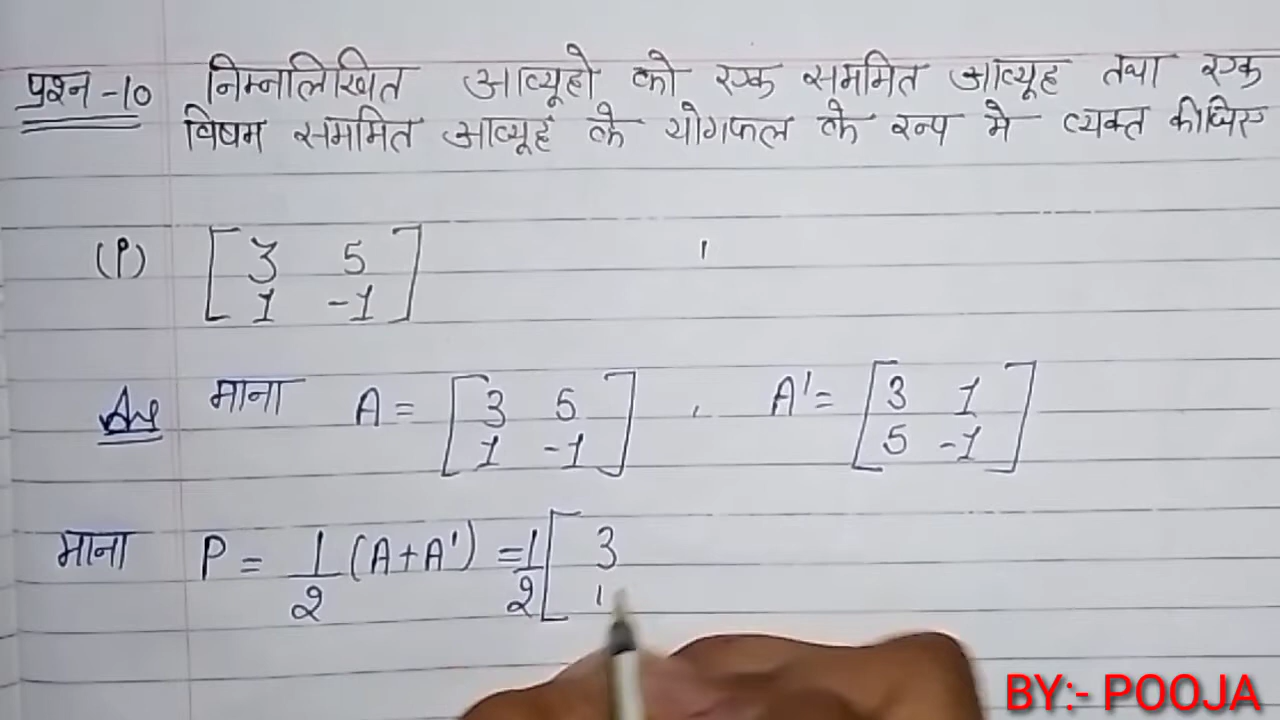 प्रश्न-10 निम्नलिखित आव्यूहो को एक सममित आव्यूह तथा एक
विषम सममित आव्यूह के योगफल के रूप मे व्यक्त कीजिए
(i) [ 3 5
1 -1 ]
Ans माना A = [ 3 5
1 -1 ] , A' = [ 3 1
5 -1 ]
माना P = 1/2 (A+A') = 1/2 [ 3
1
BY:- POOJA